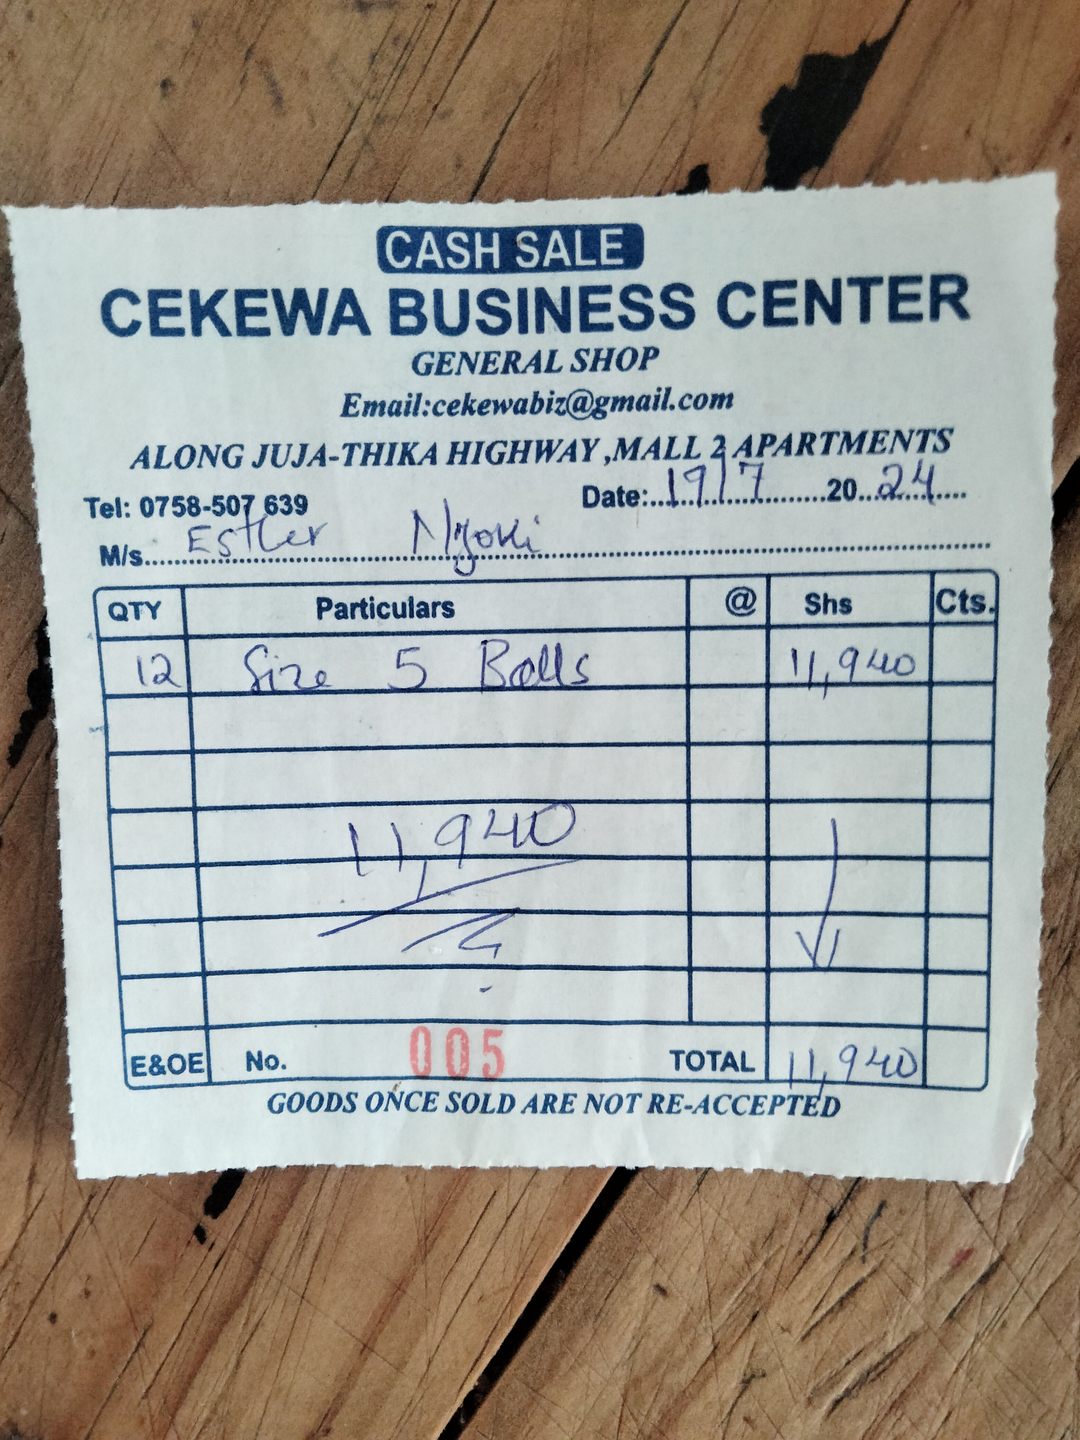 CASH SALE
CEKEWA BUSINESS CENTER
GENERAL SHOP
Email:cekewabiz@gmail.com
ALONG JUJA-THIKA HIGHWAY ,MALL 2 APARTMENTS
Tel: 0758-507 639 Date:..19/7........20..24....
M/s...Esther Njoki...
QTY Particulars @ Shs Cts.
12 Size 5 Balls 11,940
11,940
E&OE No. 005 TOTAL 11,940
GOODS ONCE SOLD ARE NOT RE-ACCEPTED